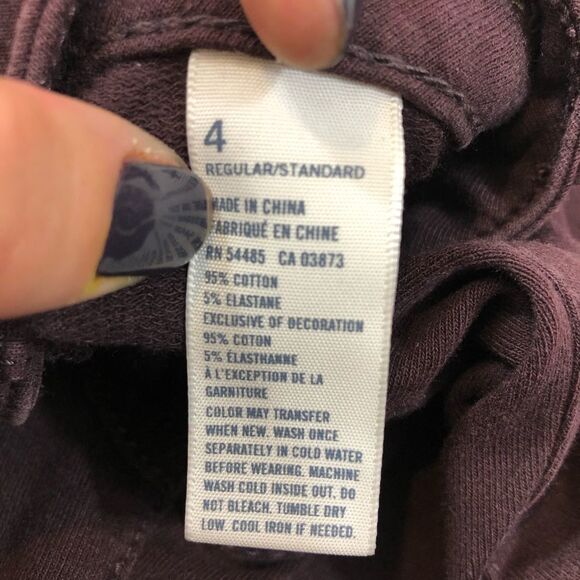 4
REGULAR/STANDARD
MADE IN CHINA
FABRIQUÉ EN CHINE
RN 54485 CA 03873
95% COTTON
5% ELASTANE
EXCLUSIVE OF DECORATION
95% COTON
5% ÉLASTHANNE
À L'EXCEPTION DE LA
GARNITURE
COLOR MAY TRANSFER
WHEN NEW. WASH ONCE
SEPARATELY IN COLD WATER
BEFORE WEARING. MACHINE
WASH COLD INSIDE OUT. DO
NOT BLEACH. TUMBLE DRY
LOW. COOL IRON IF NEEDED.